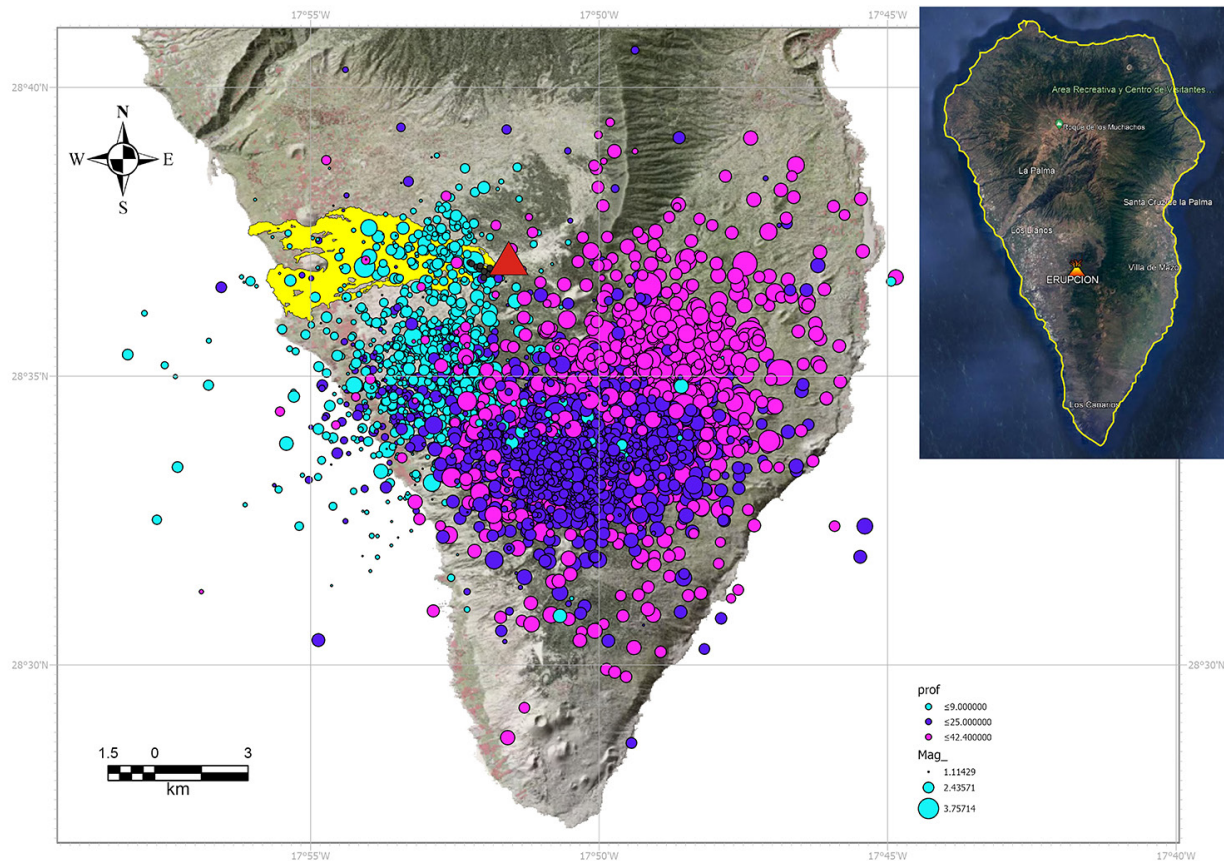 17°55'W
17°50'W
17°45'W
28°40'N
N
W
E
S
Area Recreativa y Centro de Visitantes...
Roque de los Muchachos
La Palma
Santa Cruz de la Palma
Los Llanos
Villa de Mazo
ERUPCION
Los Canarios
28°35'N
28°30'N
28°30'N
prof
≤9.000000
≤25.000000
≤42.400000
Mag_
1.11429
2.43571
3.75714
1.5 0 3
km
17°55'W
17°50'W
17°45'W
17°40'W